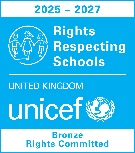 2025 – 2027
Rights
Respecting
Schools
UNITED KINGDOM
unicef
Bronze
Rights Committed